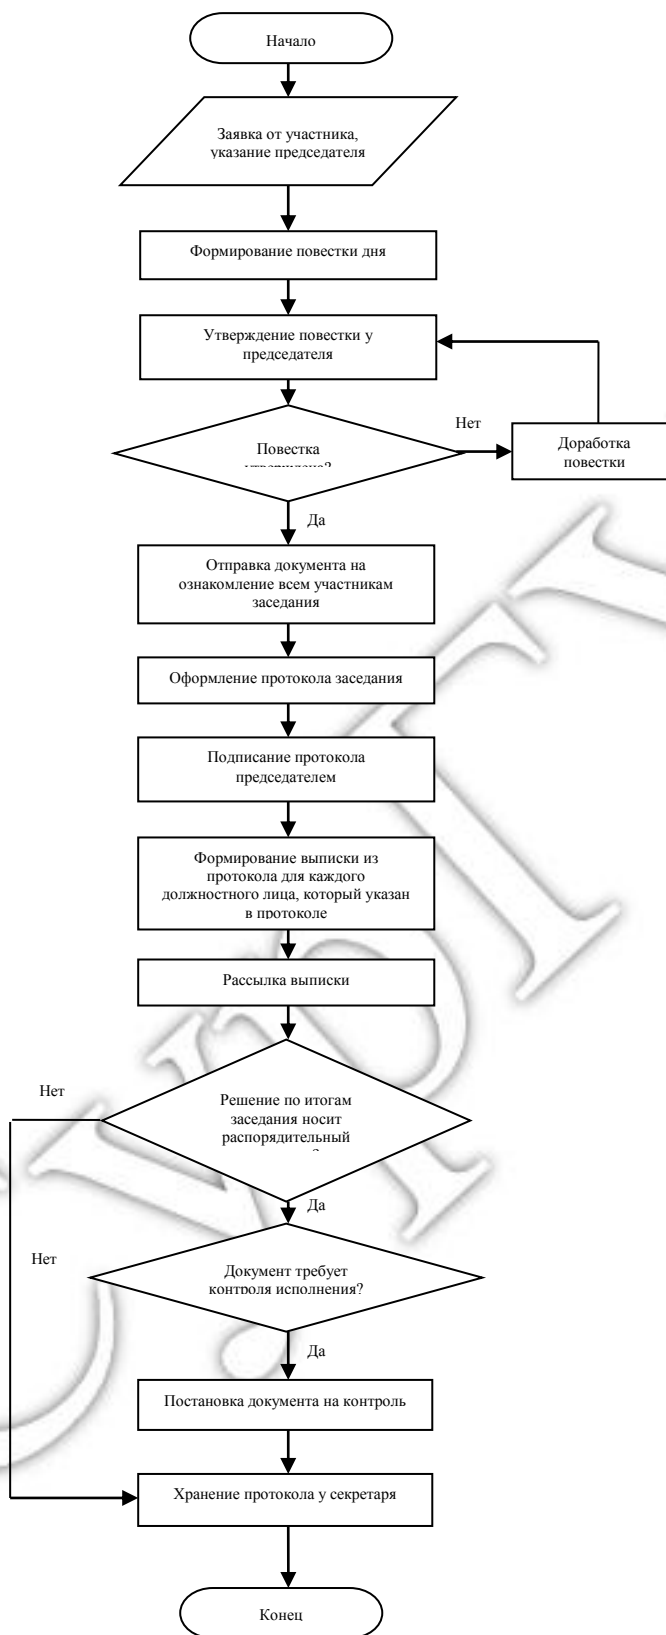 Начало
Заявка от участника,
указание председателя
Формирование повестки дня
Утверждение повестки у
председателя
Нет
Повестка
утверждена?
Доработка
повестки
Да
Отправка документа на
ознакомление всем участникам
заседания
Оформление протокола заседания
Подписание протокола
председателем
Формирование выписки из
протокола для каждого
должностного лица, который указан
в протоколе
Рассылка выписки
Нет
Решение по итогам
заседания носит
распорядительный
Да
Нет
Документ требует
контроля исполнения?
Да
Постановка документа на контроль
Хранение протокола у секретаря
Конец